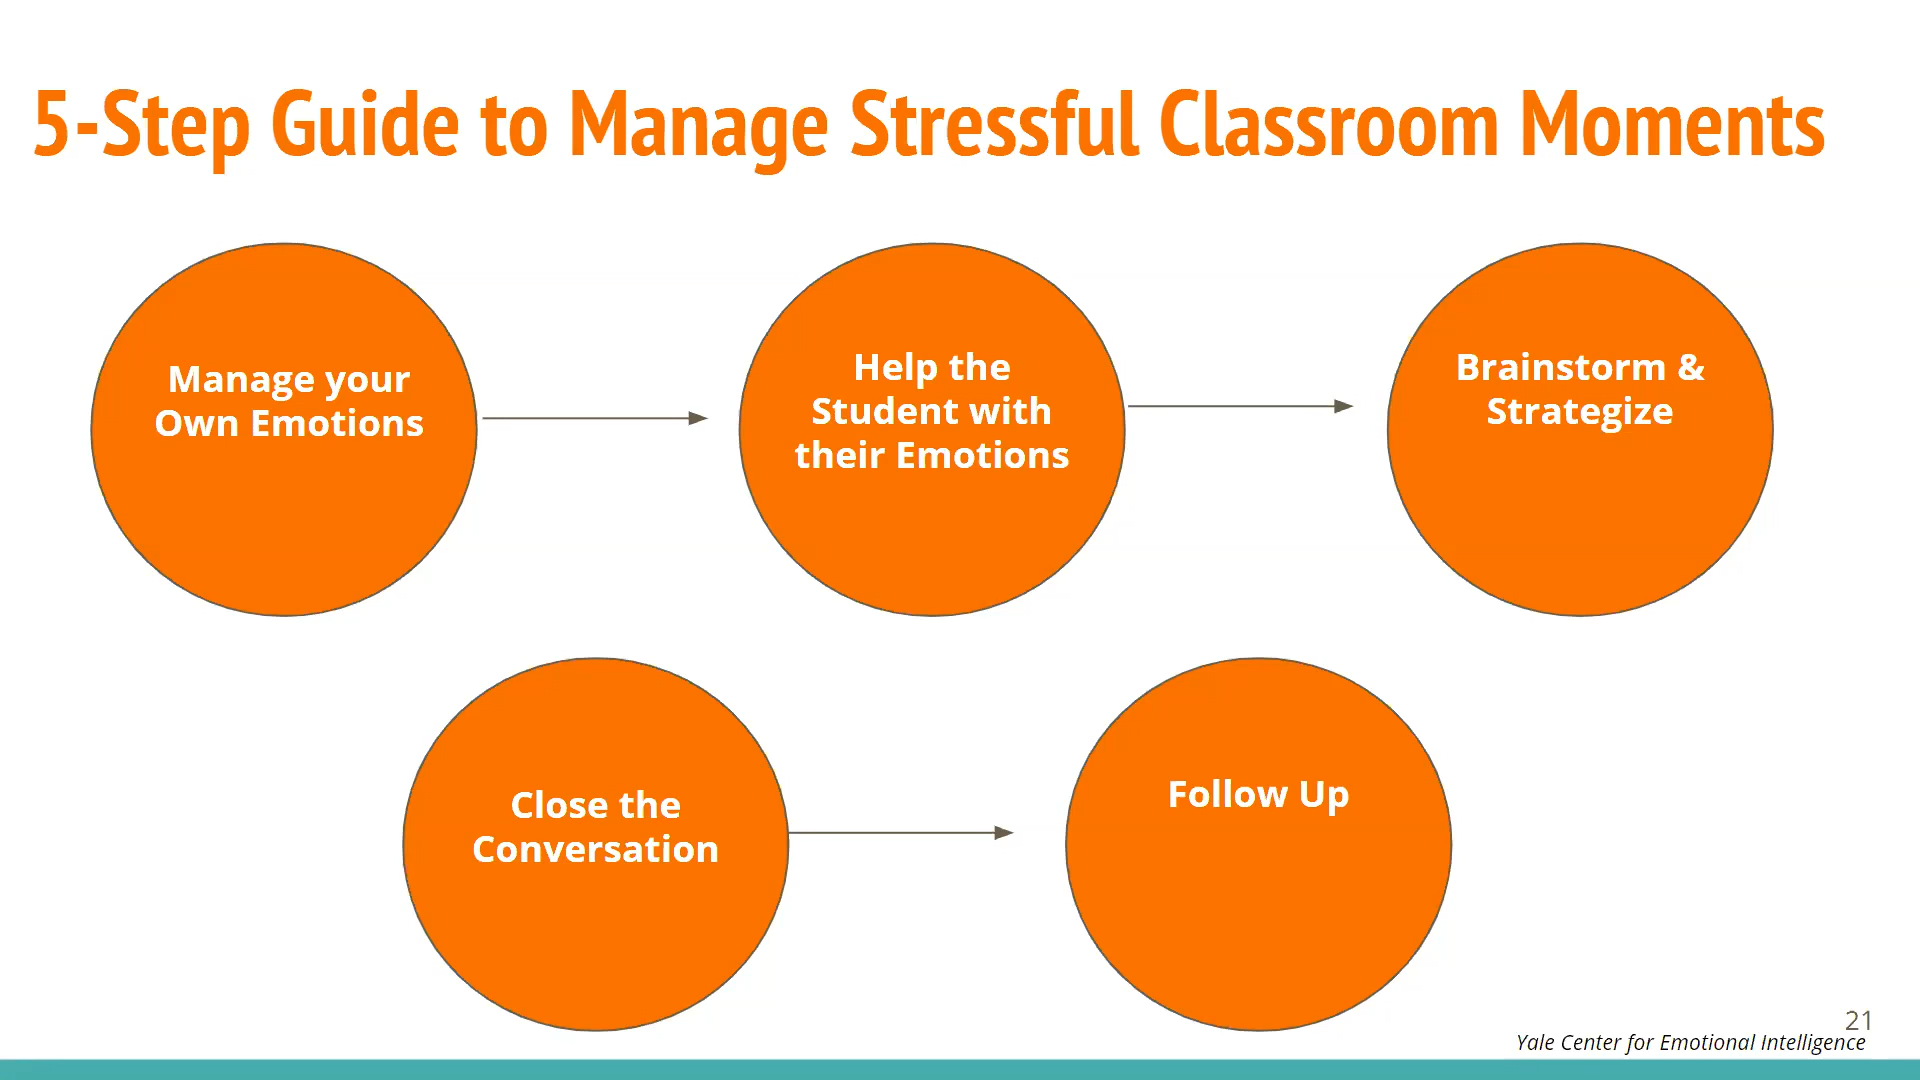 5-Step Guide to Manage Stressful Classroom Moments
Manage your
Own Emotions
Help the
Student with
their Emotions
Brainstorm &
Strategize
Close the
Conversation
Follow Up
21
Yale Center for Emotional Intelligence